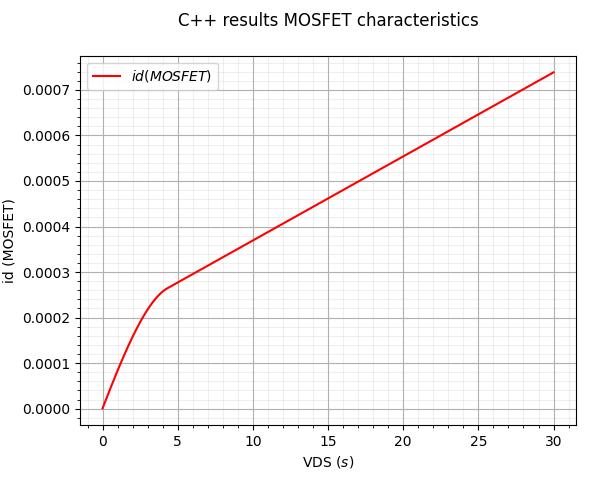 C++ results MOSFET characteristics
id(MOSFET)
0.0007
0.0006
0.0005
0.0004
0.0003
0.0002
0.0001
0.0000
id (MOSFET)
0 5 10 15 20 25 30
VDS (s)